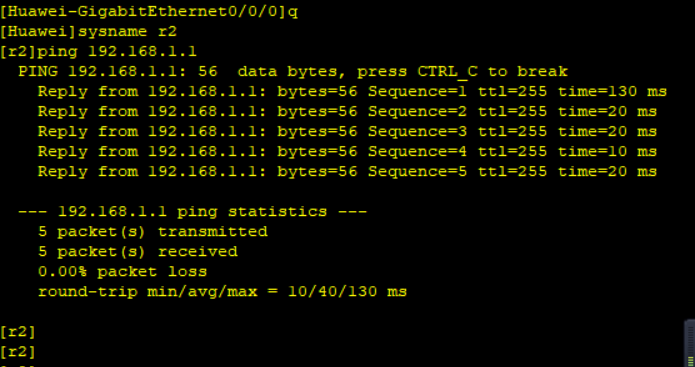 [Huawei-GigabitEthernet0/0/0]q
[Huawei]sysname r2
[r2]ping 192.168.1.1
  PING 192.168.1.1: 56  data bytes, press CTRL_C to break
    Reply from 192.168.1.1: bytes=56 Sequence=1 ttl=255 time=130 ms
    Reply from 192.168.1.1: bytes=56 Sequence=2 ttl=255 time=20 ms
    Reply from 192.168.1.1: bytes=56 Sequence=3 ttl=255 time=20 ms
    Reply from 192.168.1.1: bytes=56 Sequence=4 ttl=255 time=10 ms
    Reply from 192.168.1.1: bytes=56 Sequence=5 ttl=255 time=20 ms

  --- 192.168.1.1 ping statistics ---
    5 packet(s) transmitted
    5 packet(s) received
    0.00% packet loss
    round-trip min/avg/max = 10/40/130 ms

[r2]
[r2]